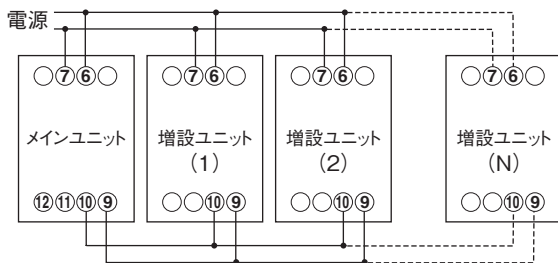 電源
⑦⑥ ⑦⑥ ⑦⑥ ⑦⑥
メインユニット 増設ユニット 増設ユニット 増設ユニット
(1) (2) (N)
⑫⑪⑩⑨ ⑩⑨ ⑩⑨ ⑩⑨